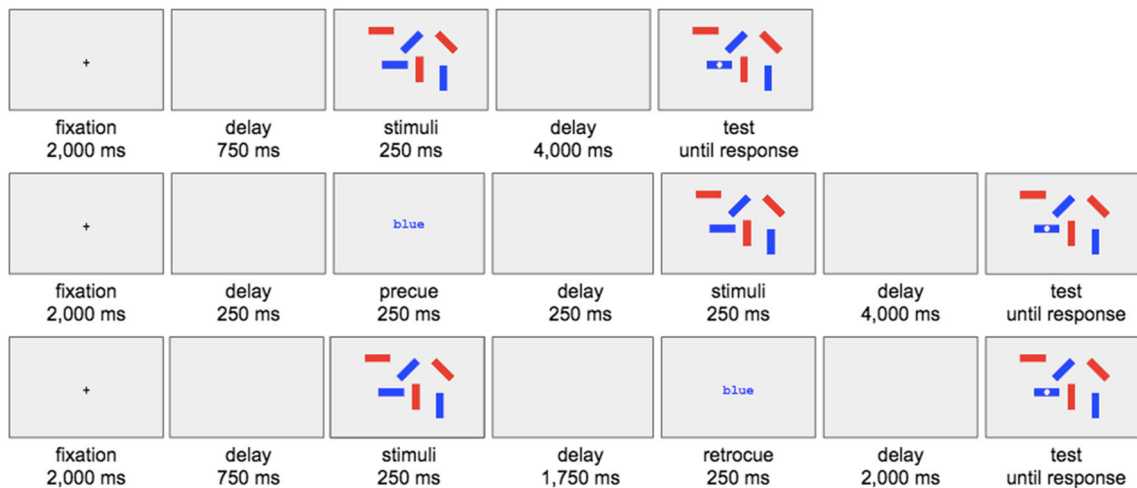 +
fixation delay stimuli delay test
2,000 ms 750 ms 250 ms 4,000 ms until response
+ blue
fixation delay precue delay stimuli delay test
2,000 ms 250 ms 250 ms 250 ms 250 ms 4,000 ms until response
+ blue
fixation delay stimuli delay retrocue delay test
2,000 ms 750 ms 250 ms 1,750 ms 250 ms 2,000 ms until response